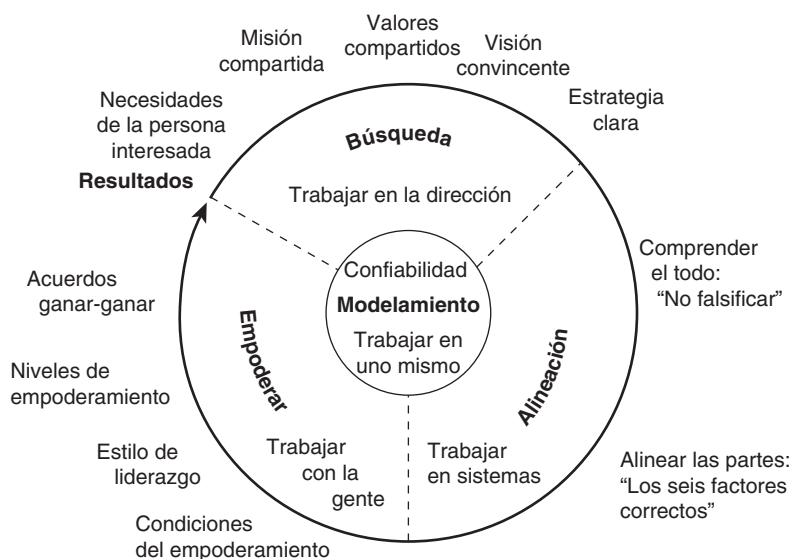 Misión
compartida
Valores
compartidos
Visión
convincente
Estrategia
clara
Necesidades
de la persona
interesada
Resultados
Búsqueda
Trabajar en la dirección
Confiabilidad
Modelamiento
Trabajar en
uno mismo
Comprender
el todo:
“No falsificar”
Acuerdos
ganar-ganar
Empoderar
Alineación
Niveles de
empoderamiento
Estilo de
liderazgo
Trabajar
con la
gente
Trabajar
en sistemas
Alinear las partes:
“Los seis factores
correctos”
Condiciones
del empoderamiento